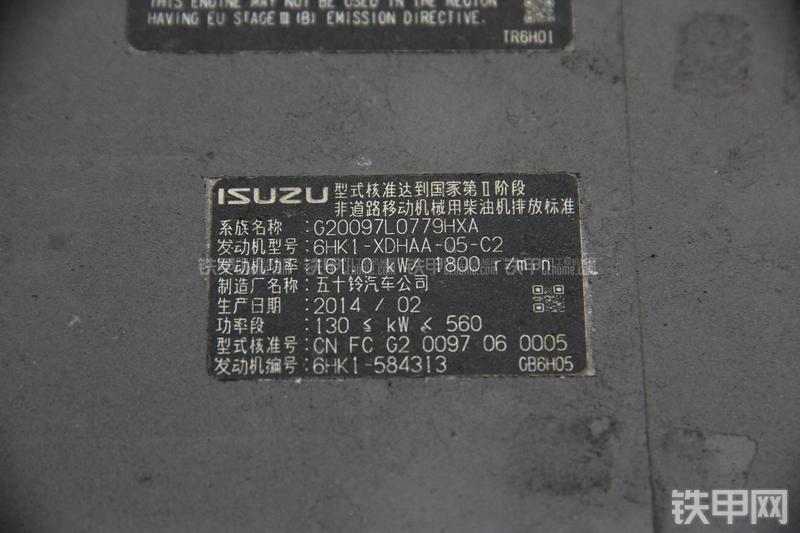 THIS ENGINE MAY NOT BE USED IN THE REGION
HAVING EU STAGE Ⅲ (B) EMISSION DIRECTIVE.
TR6H01
ISUZU 型式核准达到国家第Ⅱ阶段
非道路移动机械用柴油机排放标准
系族名称:G20097L0779HXA
发动机型号:6HK1-XDHAA-05-C2
发动机功率:161.0 kW/ 1800 r/min
制造厂名称:五十铃汽车公司
生产日期:2014 / 02
功率段:130 ≤ kW < 560
型式核准号:CN FC G2 0097 06 0005
发动机编号:6HK1-584313 GB6H05
铁甲网